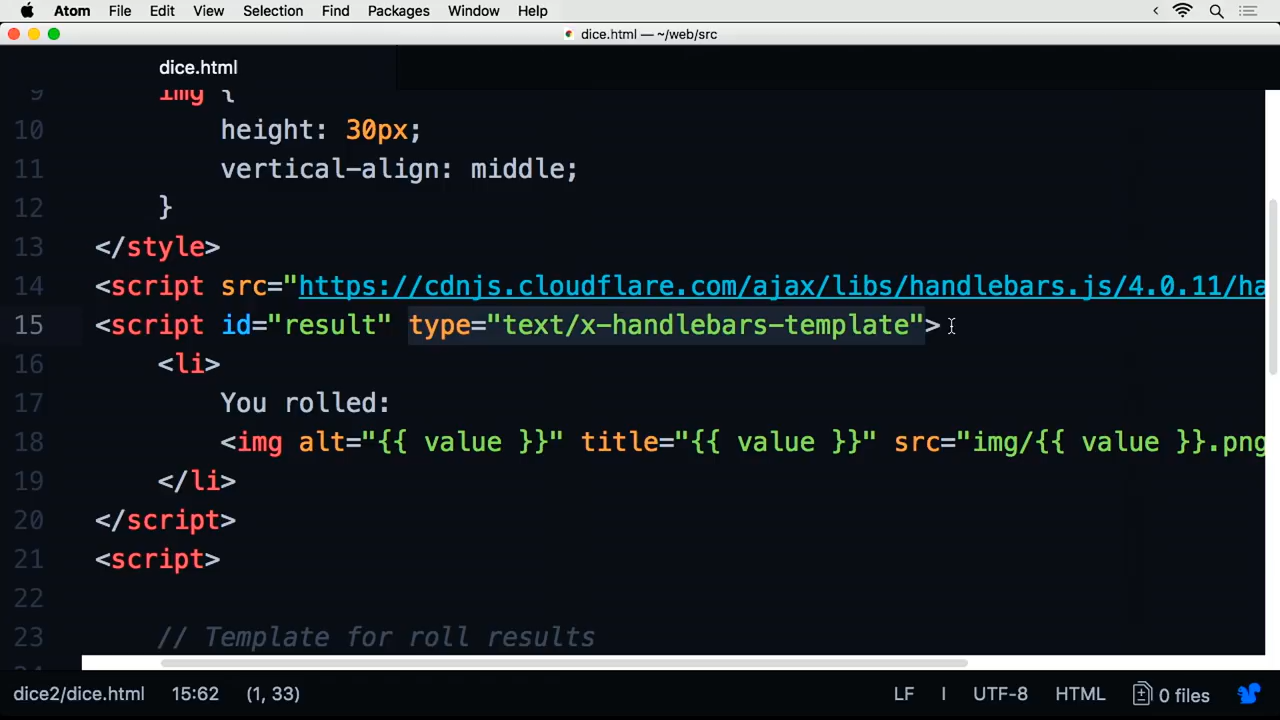 Atom File Edit View Selection Find Packages Window Help
dice.html — ~/web/src
dice.html
9 img {
10 height: 30px;
11 vertical-align: middle;
12 }
13 </style>
14 <script src="https://cdnjs.cloudflare.com/ajax/libs/handlebars.js/4.0.11/ha
15 <script id="result" type="text/x-handlebars-template">
16 <li>
17 You rolled:
18 <img alt="{{ value }}" title="{{ value }}" src="img/{{ value }}.png
19 </li>
20 </script>
21 <script>
22
23 // Template for roll results
dice2/dice.html 15:62 (1, 33) LF I UTF-8 HTML 0 files